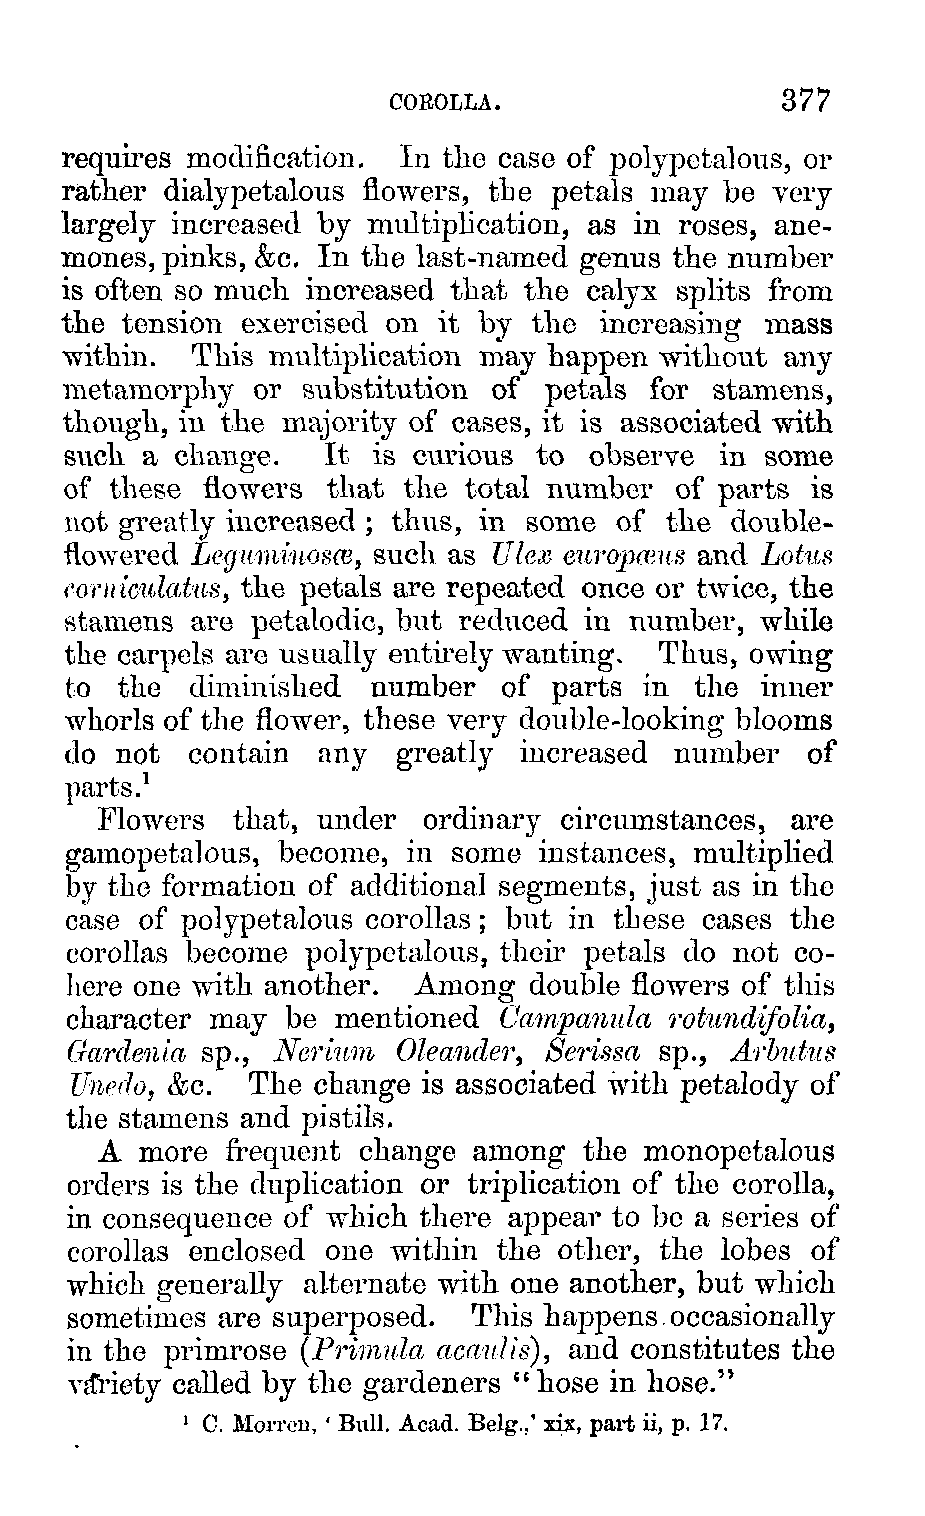 COROLLA. 377
requires modification. In the case of polypetalous, or
rather dialypetalous flowers, the petals may be very
largely increased by multiplication, as in roses, ane-
mones, pinks, &c. In the last-named genus the number
is often so much increased that the calyx splits from
the tension exercised on it by the increasing mass
within. This multiplication may happen without any
metamorphy or substitution of petals for stamens,
though, in the majority of cases, it is associated with
such a change. It is curious to observe in some
of these flowers that the total number of parts is
not greatly increased; thus, in some of the double-
flowered Leguminosæ, such as Ulex europæus and Lotus
corniculatus, the petals are repeated once or twice, the
stamens are petalodic, but reduced in number, while
the carpels are usually entirely wanting. Thus, owing
to the diminished number of parts in the inner
whorls of the flower, these very double-looking blooms
do not contain any greatly increased number of
parts.¹
Flowers that, under ordinary circumstances, are
gamopetalous, become, in some instances, multiplied
by the formation of additional segments, just as in the
case of polypetalous corollas; but in these cases the
corollas become polypetalous, their petals do not co-
here one with another. Among double flowers of this
character may be mentioned Campanula rotundifolia,
Gardenia sp., Nerium Oleander, Serissa sp., Arbutus
Unedo, &c. The change is associated with petalody of
the stamens and pistils.
A more frequent change among the monopetalous
orders is the duplication or triplication of the corolla,
in consequence of which there appear to be a series of
corollas enclosed one within the other, the lobes of
which generally alternate with one another, but which
sometimes are superposed. This happens occasionally
in the primrose (Primula acaulis), and constitutes the
variety called by the gardeners "hose in hose."
¹ C. Morren, 'Bull. Acad. Belg.,' xix, part ii, p. 17.